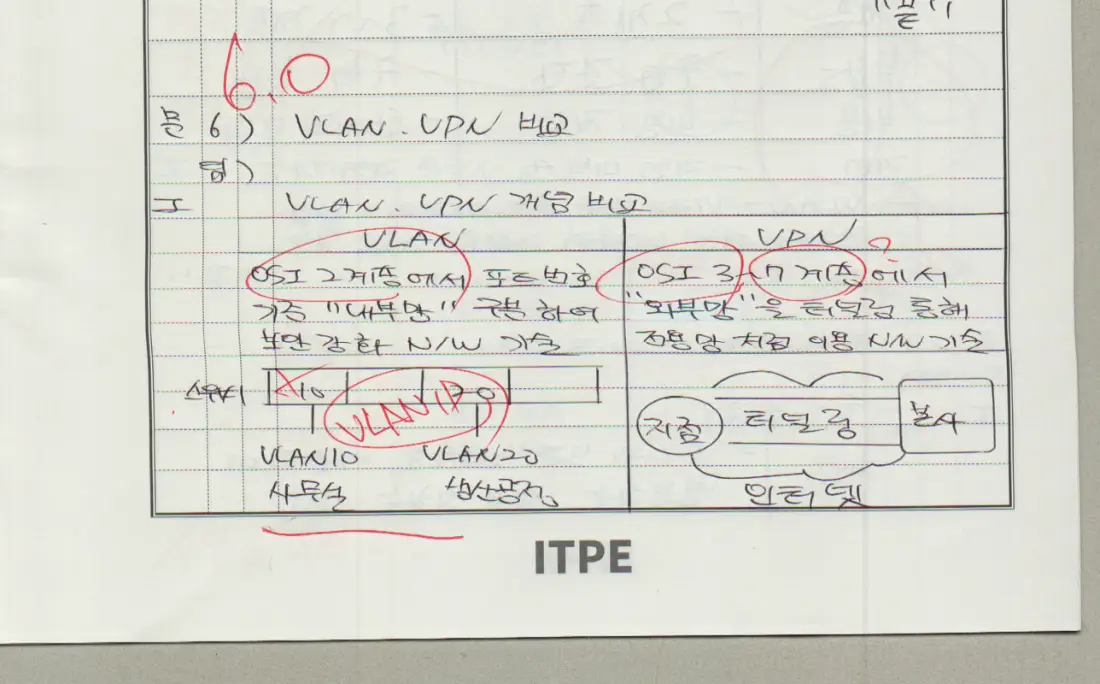 "끝"
6.0
문 6) VLAN. VPN 비교
답)
I VLAN. VPN 개념 비교
VLAN
OSI 2계층에서 포트번호
기준 "내부망" 구분하여
보안 강화 N/W 기술
스위치 10 20
VLAN ID
VLAN10 VLAN20
사무실 생산공정
VPN ?
OSI 3~7 계층에서
"외부망"을 터널링 통해
전용망처럼 이용 N/W 기술
지점 터널링 본사
인터넷
ITPE